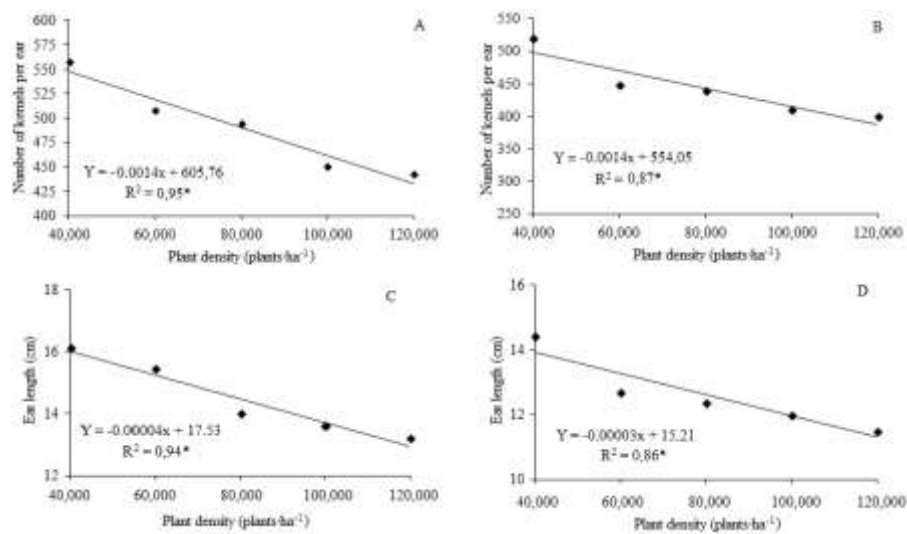 A
Number of kernels per ear
600
575
550
525
500
475
450
425
400
Y = -0.0014x + 605,76
R² = 0,95*
40,000 60,000 80,000 100,000 120,000
Plant density (plants·ha⁻¹)
B
Number of kernels per ear
550
500
450
400
350
300
250
Y = -0.0014x + 554,05
R² = 0,87*
40,000 60,000 80,000 100,000 120,000
Plant density (plants·ha⁻¹)
C
Ear length (cm)
18
16
14
12
Y = -0.00004x + 17.53
R² = 0,94*
40,000 60,000 80,000 100,000 120,000
Plant density (plants·ha⁻¹)
D
Ear length (cm)
16
14
12
10
Y = -0.00003x + 15.21
R² = 0,86*
40,000 60,000 80,000 100,000 120,000
Plant density (plants·ha⁻¹)